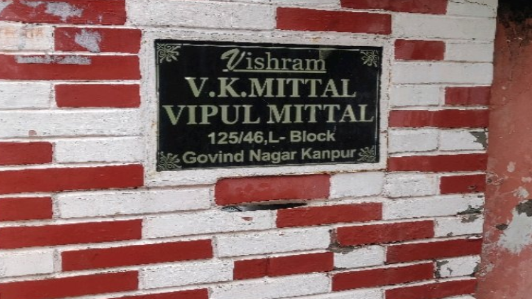 Vishram
V.K.MITTAL
VIPUL MITTAL
125/46,L- Block
Govind Nagar Kanpur